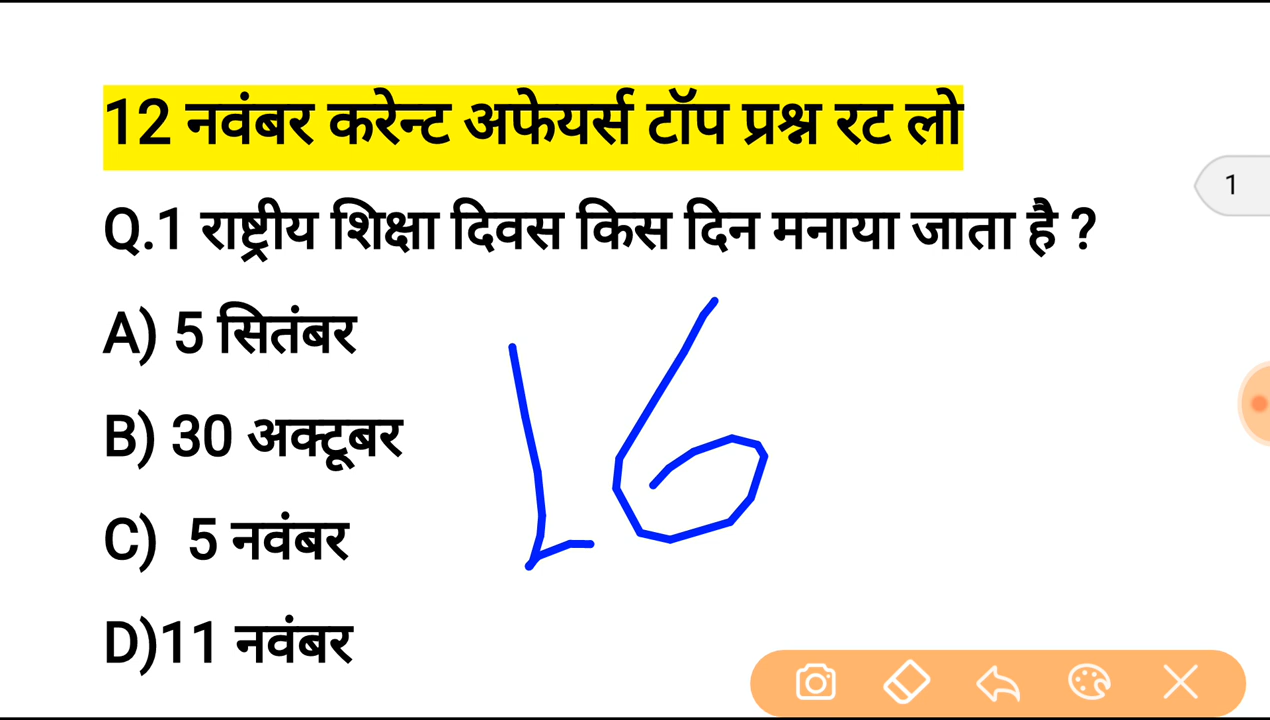 12 नवंबर करेन्ट अफेयर्स टॉप प्रश्न रट लो
Q.1 राष्ट्रीय शिक्षा दिवस किस दिन मनाया जाता है ?
1
A) 5 सितंबर
B) 30 अक्टूबर
16
C) 5 नवंबर
D)11 नवंबर